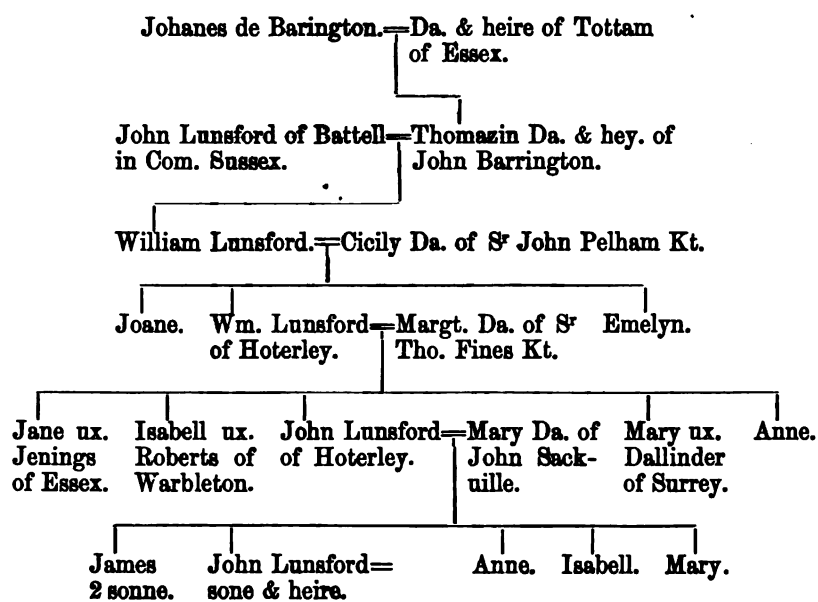 Johanes de Barington.=Da. & heire of Tottam
of Essex.
John Lunsford of Battell=Thomazin Da. & hey. of
in Com. Sussex. John Barrington.
William Lunsford.=Cicily Da. of Sʳ John Pelham Kt.
Joane. Wm. Lunsford=Margt. Da. of Sʳ Emelyn.
of Hoterley. Tho. Fines Kt.
Jane ux. Isabell ux. John Lunsford=Mary Da. of Mary ux. Anne.
Jenings Roberts of of Hoterley. John Sack- Dallinder
of Essex. Warbleton. uille. of Surrey.
James John Lunsford= Anne. Isabell. Mary.
2 sonne. sone & heire.